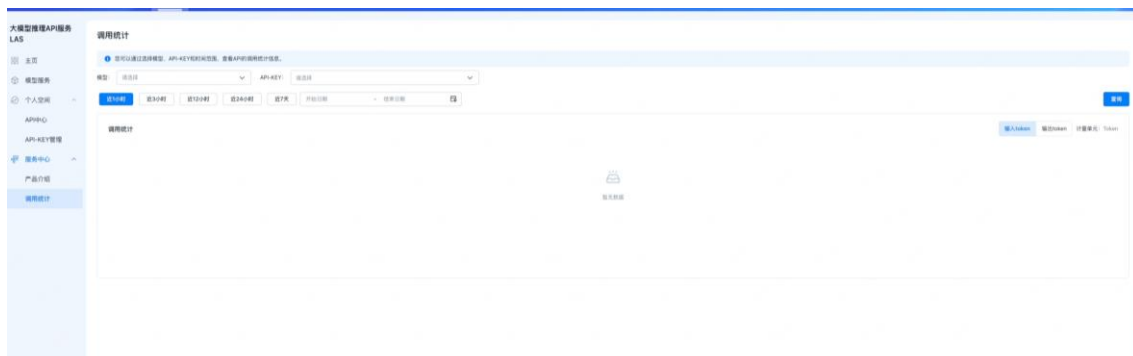 大模型推理API服务
LAS
主页
模型服务
个人空间
API中心
API-KEY管理
服务中心
产品介绍
调用统计
调用统计
您可以通过选择模型、API-KEY和时间范围，查看API的调用统计信息。
模型: 请选择 API-KEY: 请选择
近1小时 近3小时 近12小时 近24小时 近7天 开始日期 - 结束日期 查询
调用统计 输入token 输出token 计量单元: Token
暂无数据